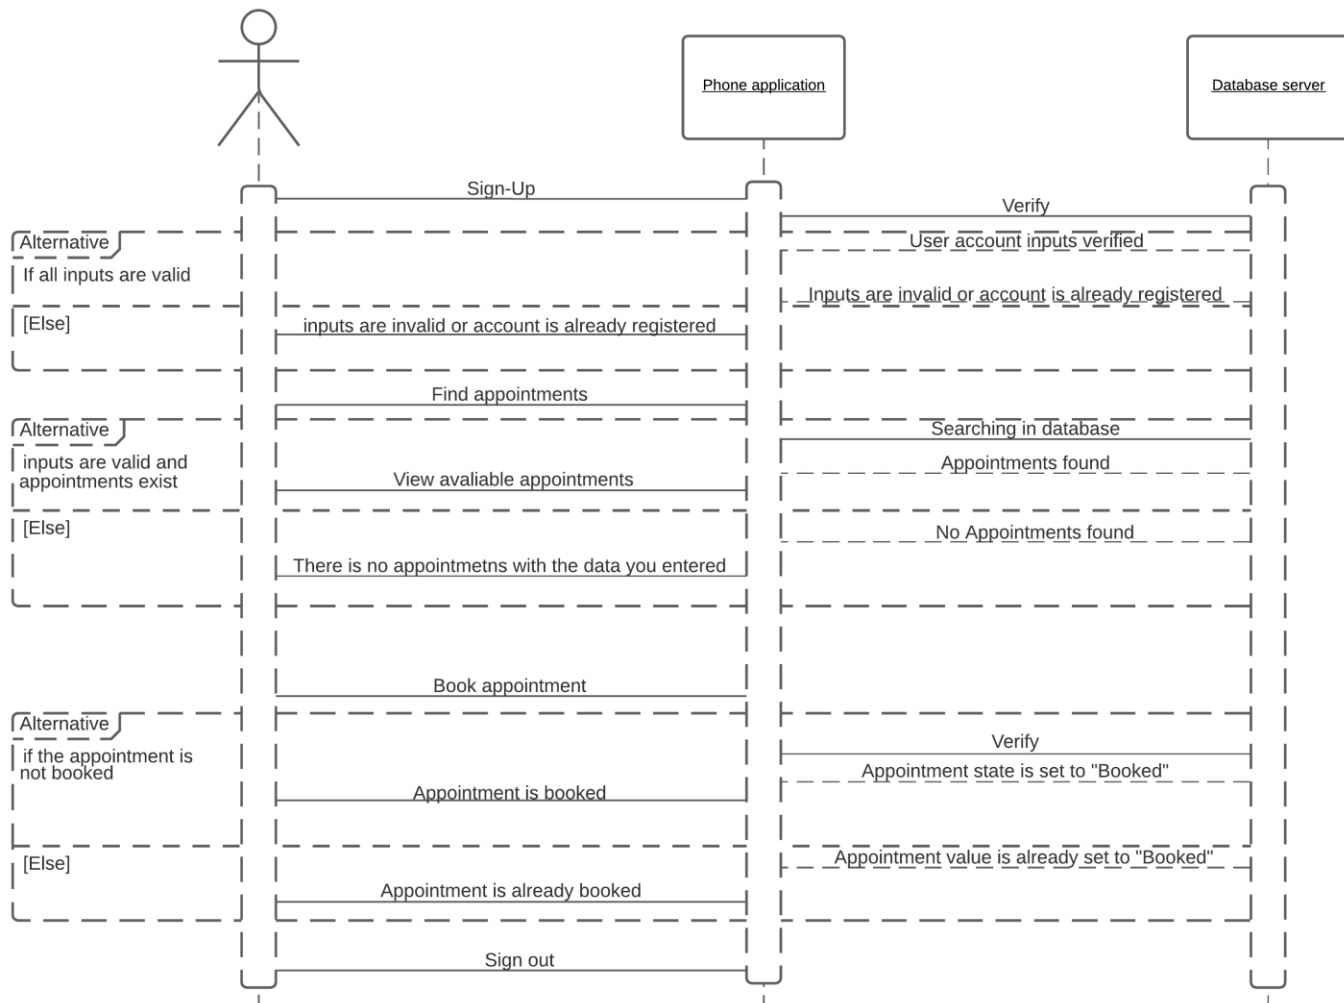 Phone application
Database server
Sign-Up
Verify
Alternative
User account inputs verified
If all inputs are valid
Inputs are invalid or account is already registered
[Else]
inputs are invalid or account is already registered
Find appointments
Alternative
Searching in database
inputs are valid and
appointments exist
Appointments found
View avaliable appointments
[Else]
No Appointments found
There is no appointmetns with the data you entered
Book appointment
Alternative
Verify
if the appointment is
not booked
Appointment state is set to "Booked"
Appointment is booked
[Else]
Appointment value is already set to "Booked"
Appointment is already booked
Sign out